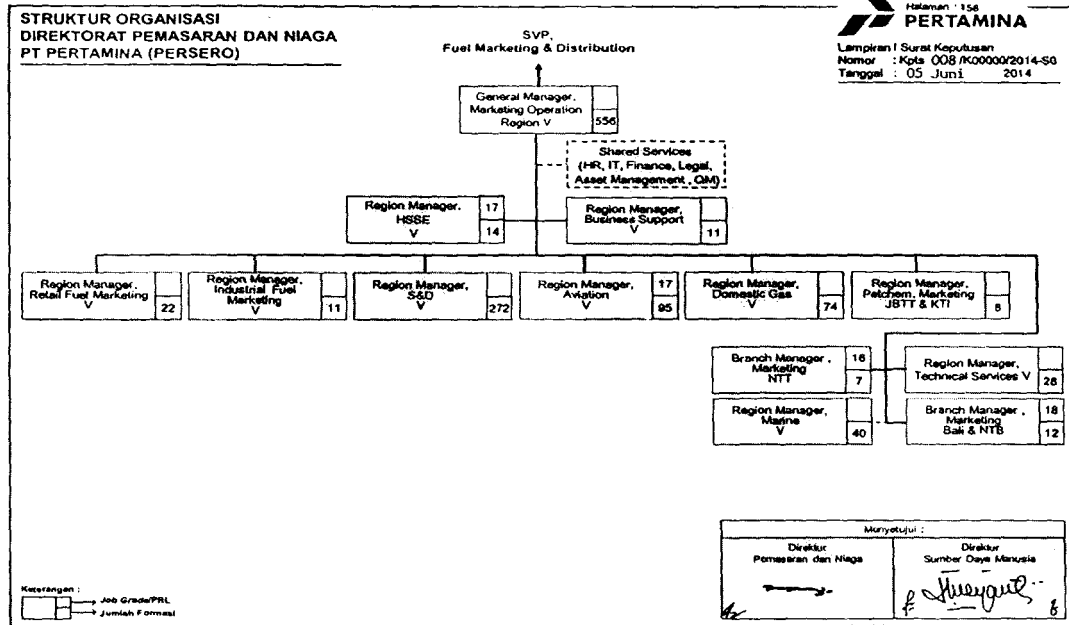 STRUKTUR ORGANISASI
DIREKTORAT PEMASARAN DAN NIAGA
PT PERTAMINA (PERSERO)
Halaman : 156
PERTAMINA
Lampiran I Surat Keputusan
Nomor : Kpts 008/K00000/2014-S0
Tanggal : 05 Juni 2014
SVP,
Fuel Marketing & Distribution
General Manager,
Marketing Operation
Region V
556
Shared Services
(HR, IT, Finance, Legal,
Asset Management, QM)
Region Manager,
HSSE
V
17
14
Region Manager,
Business Support
V
11
Region Manager,
Retail Fuel Marketing
V
22
Region Manager,
Industrial Fuel
Marketing
V
11
Region Manager,
S&D
V
272
Region Manager,
Aviation
V
17
95
Region Manager,
Domestic Gas
V
74
Region Manager,
Petchem. Marketing
JBTT & KTI
Branch Manager ,
Marketing
NTT
16
7
Region Manager,
Technical Services V
Region Manager,
Marine
V
40
Branch Manager ,
Marketing
Bali & NTB
18
12
Menyetujui :
Direktur
Pemasaran dan Niaga
Direktur
Sumber Daya Manusia
Keterangan :
Job Grade/PRL
Jumlah Formasi